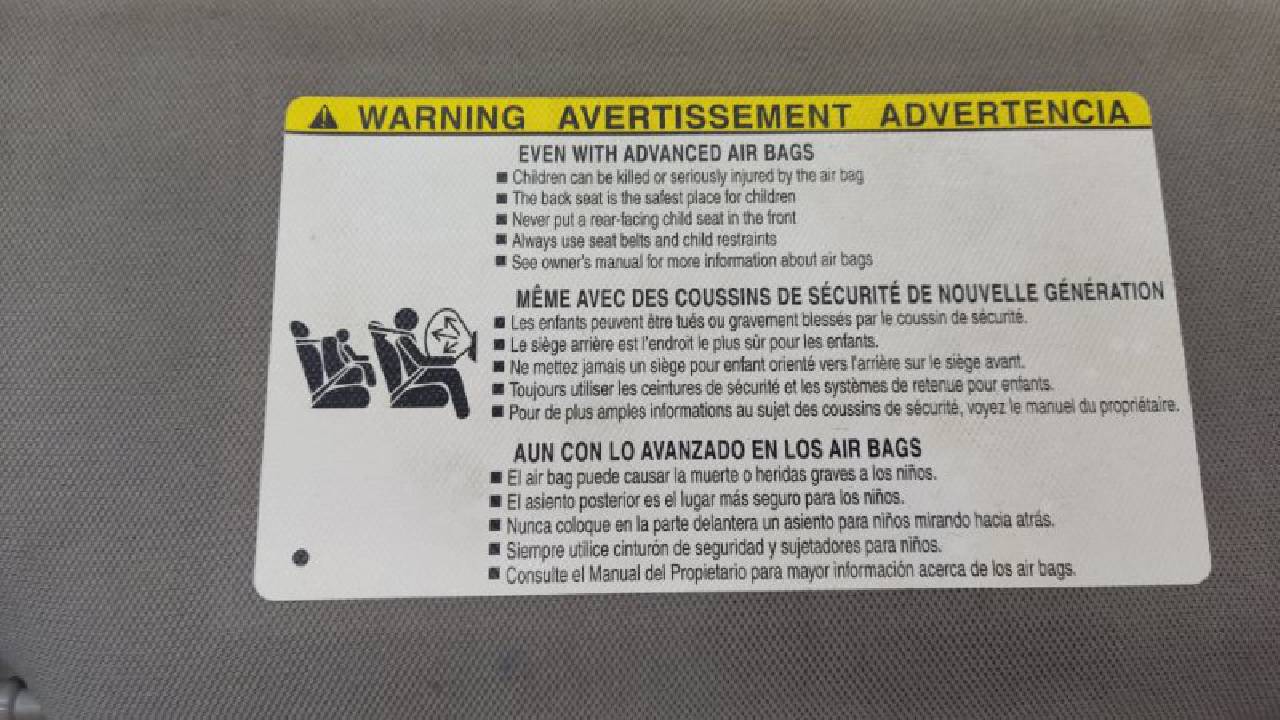 WARNING AVERTISSEMENT ADVERTENCIA
EVEN WITH ADVANCED AIR BAGS
■ Children can be killed or seriously injured by the air bag
■ The back seat is the safest place for children
■ Never put a rear-facing child seat in the front
■ Always use seat belts and child restraints
■ See owner's manual for more information about air bags
MÊME AVEC DES COUSSINS DE SÉCURITÉ DE NOUVELLE GÉNÉRATION
■ Les enfants peuvent être tués ou gravement blessés par le coussin de sécurité.
■ Le siège arrière est l'endroit le plus sûr pour les enfants.
■ Ne mettez jamais un siège pour enfant orienté vers l'arrière sur le siège avant.
■ Toujours utiliser les ceintures de sécurité et les systèmes de retenue pour enfants.
■ Pour de plus amples informations au sujet des coussins de sécurité, voyez le manuel du propriétaire.
AUN CON LO AVANZADO EN LOS AIR BAGS
■ El air bag puede causar la muerte o heridas graves a los niños.
■ El asiento posterior es el lugar más seguro para los niños.
■ Nunca coloque en la parte delantera un asiento para niños mirando hacia atrás.
■ Siempre utilice cinturón de seguridad y sujetadores para niños.
■ Consulte el Manual del Propietario para mayor información acerca de los air bags.